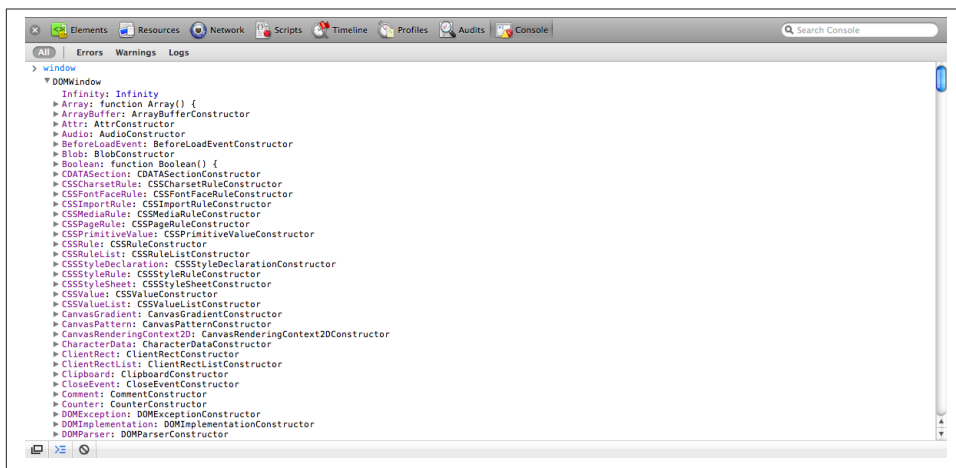 Elements Resources Network Scripts Timeline Profiles Audits Console Search Console
All Errors Warnings Logs
> window
▼DOMWindow
Infinity: Infinity
▶Array: function Array() {
▶ArrayBuffer: ArrayBufferConstructor
▶Attr: AttrConstructor
▶Audio: AudioConstructor
▶BeforeLoadEvent: BeforeLoadEventConstructor
▶Blob: BlobConstructor
▶Boolean: function Boolean() {
▶CDATASection: CDATASectionConstructor
▶CSSCharsetRule: CSSCharsetRuleConstructor
▶CSSFontFaceRule: CSSFontFaceRuleConstructor
▶CSSImportRule: CSSImportRuleConstructor
▶CSSMediaRule: CSSMediaRuleConstructor
▶CSSPageRule: CSSPageRuleConstructor
▶CSSPrimitiveValue: CSSPrimitiveValueConstructor
▶CSSRule: CSSRuleConstructor
▶CSSRuleList: CSSRuleListConstructor
▶CSSStyleDeclaration: CSSStyleDeclarationConstructor
▶CSSStyleRule: CSSStyleRuleConstructor
▶CSSStyleSheet: CSSStyleSheetConstructor
▶CSSValue: CSSValueConstructor
▶CSSValueList: CSSValueListConstructor
▶CanvasGradient: CanvasGradientConstructor
▶CanvasPattern: CanvasPatternConstructor
▶CanvasRenderingContext2D: CanvasRenderingContext2DConstructor
▶CharacterData: CharacterDataConstructor
▶ClientRect: ClientRectConstructor
▶ClientRectList: ClientRectListConstructor
▶Clipboard: ClipboardConstructor
▶CloseEvent: CloseEventConstructor
▶Comment: CommentConstructor
▶Counter: CounterConstructor
▶DOMException: DOMExceptionConstructor
▶DOMImplementation: DOMImplementationConstructor
▶DOMParser: DOMParserConstructor